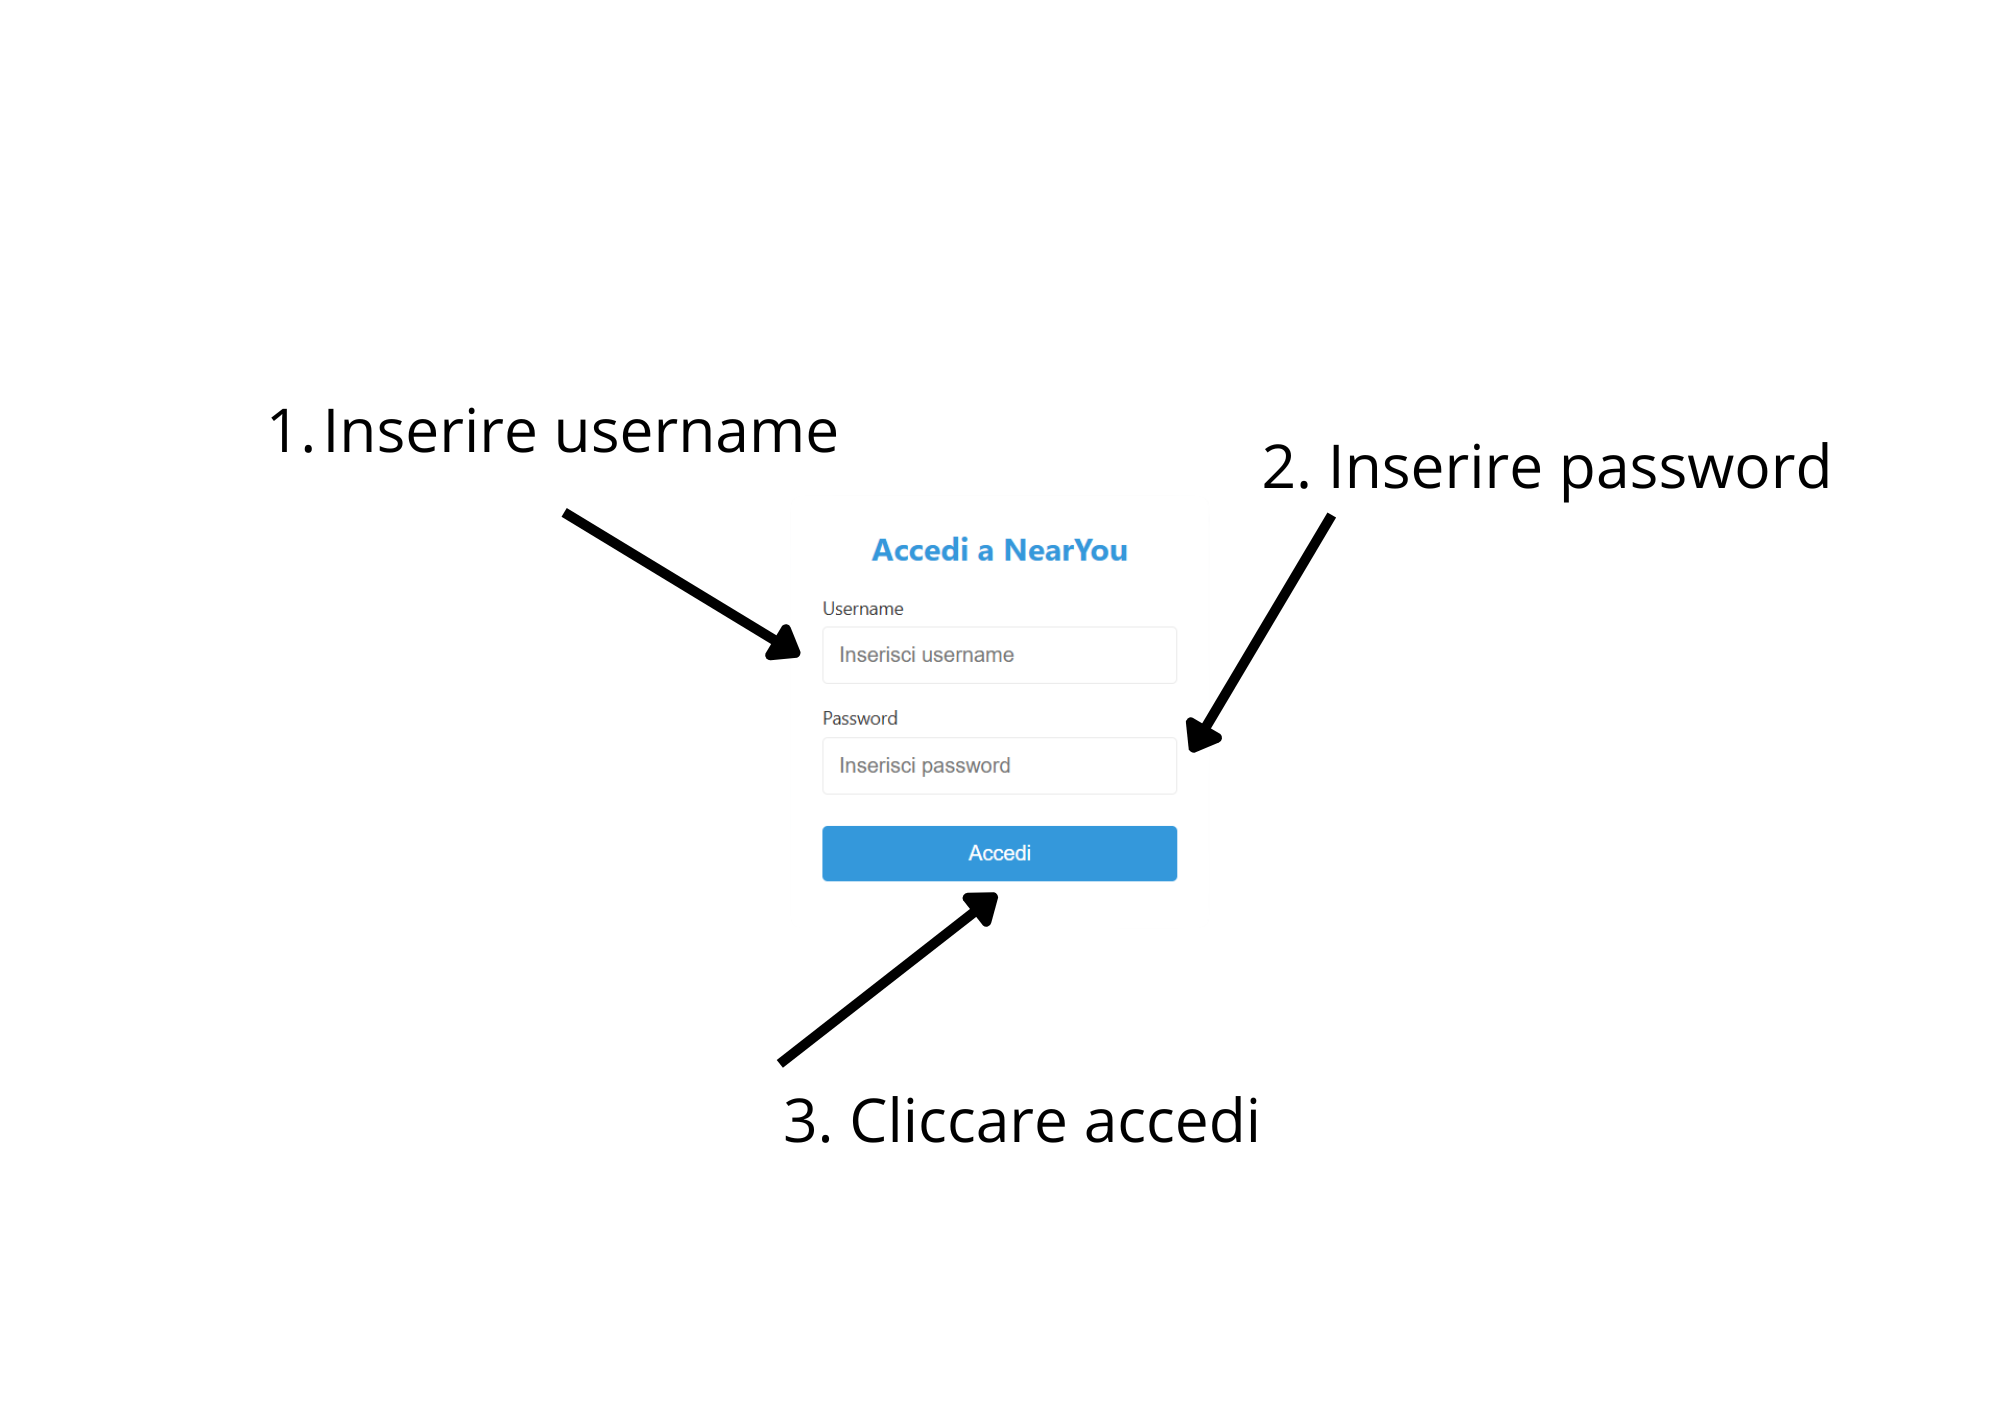 1. Inserire username
2. Inserire password
Accedi a NearYou
Username
Inserisci username
Password
Inserisci password
Accedi
3. Cliccare accedi